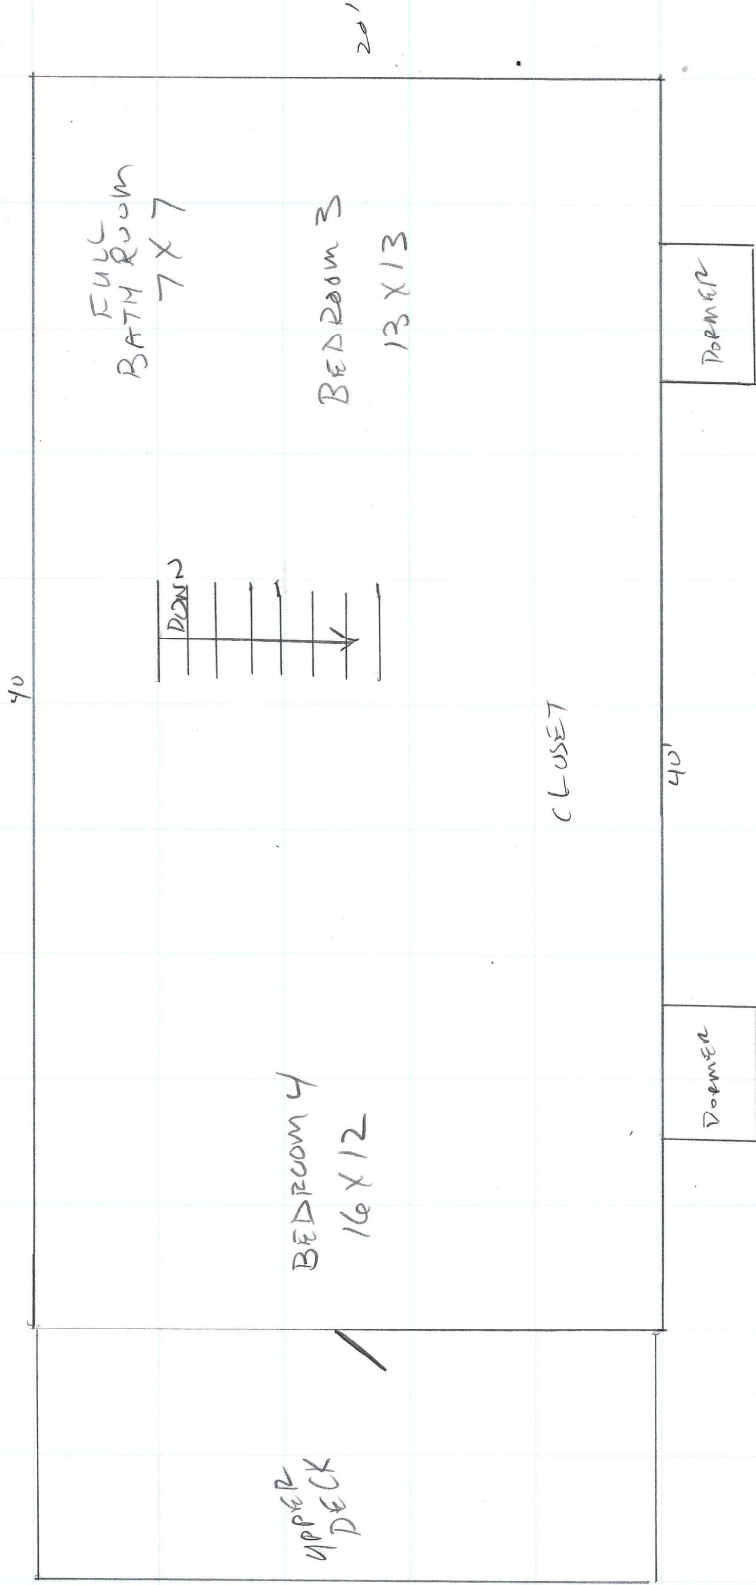 40
FULL
BATH ROOM
7 X 7
DOWN
UPPER
DECK
BEDROOM 4
16 X 12
BEDROOM 3
13 X 13
20'
CLOSET
40'
DORMER
DORMER